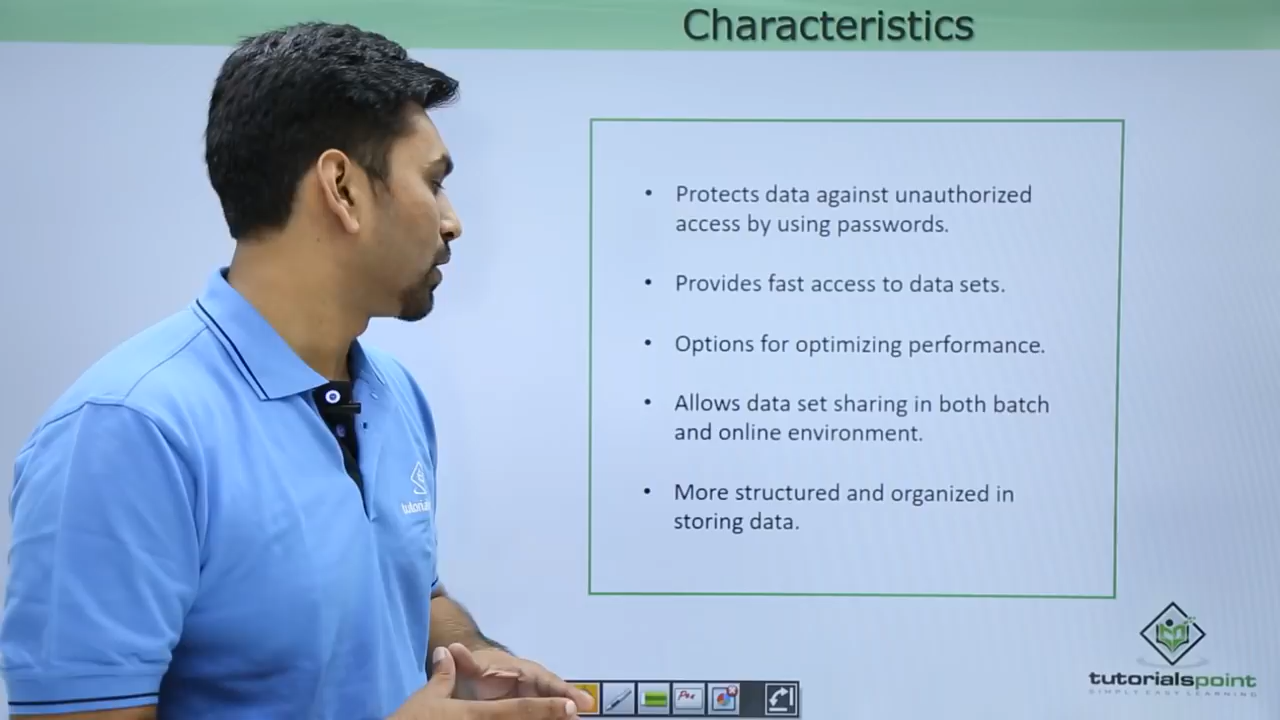 Characteristics
• Protects data against unauthorized
access by using passwords.
• Provides fast access to data sets.
• Options for optimizing performance.
• Allows data set sharing in both batch
and online environment.
• More structured and organized in
storing data.
tutorialspoint
SIMPLY EASY LEARNING
Pen